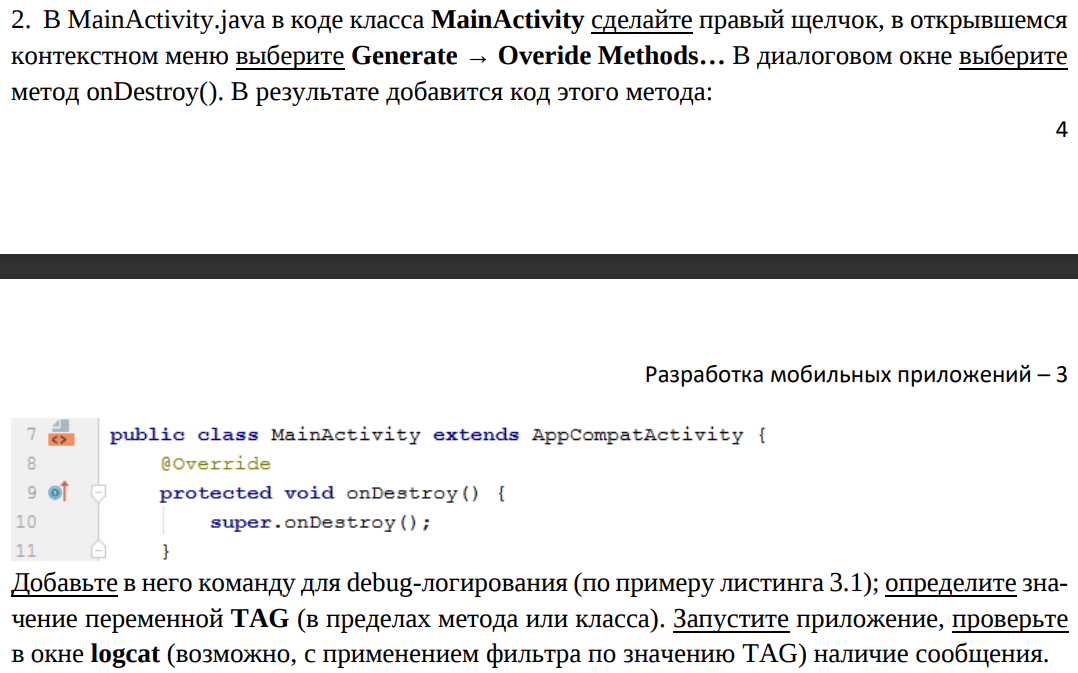 2. В MainActivity.java в коде класса MainActivity сделайте правый щелчок, в открывшемся
контекстном меню выберите Generate → Overide Methods… В диалоговом окне выберите
метод onDestroy(). В результате добавится код этого метода:
4
Разработка мобильных приложений – 3
7 public class MainActivity extends AppCompatActivity {
8 @Override
9 protected void onDestroy() {
10 super.onDestroy();
11 }
Добавьте в него команду для debug-логирования (по примеру листинга 3.1); определите зна-
чение переменной TAG (в пределах метода или класса). Запустите приложение, проверьте
в окне logcat (возможно, с применением фильтра по значению TAG) наличие сообщения.